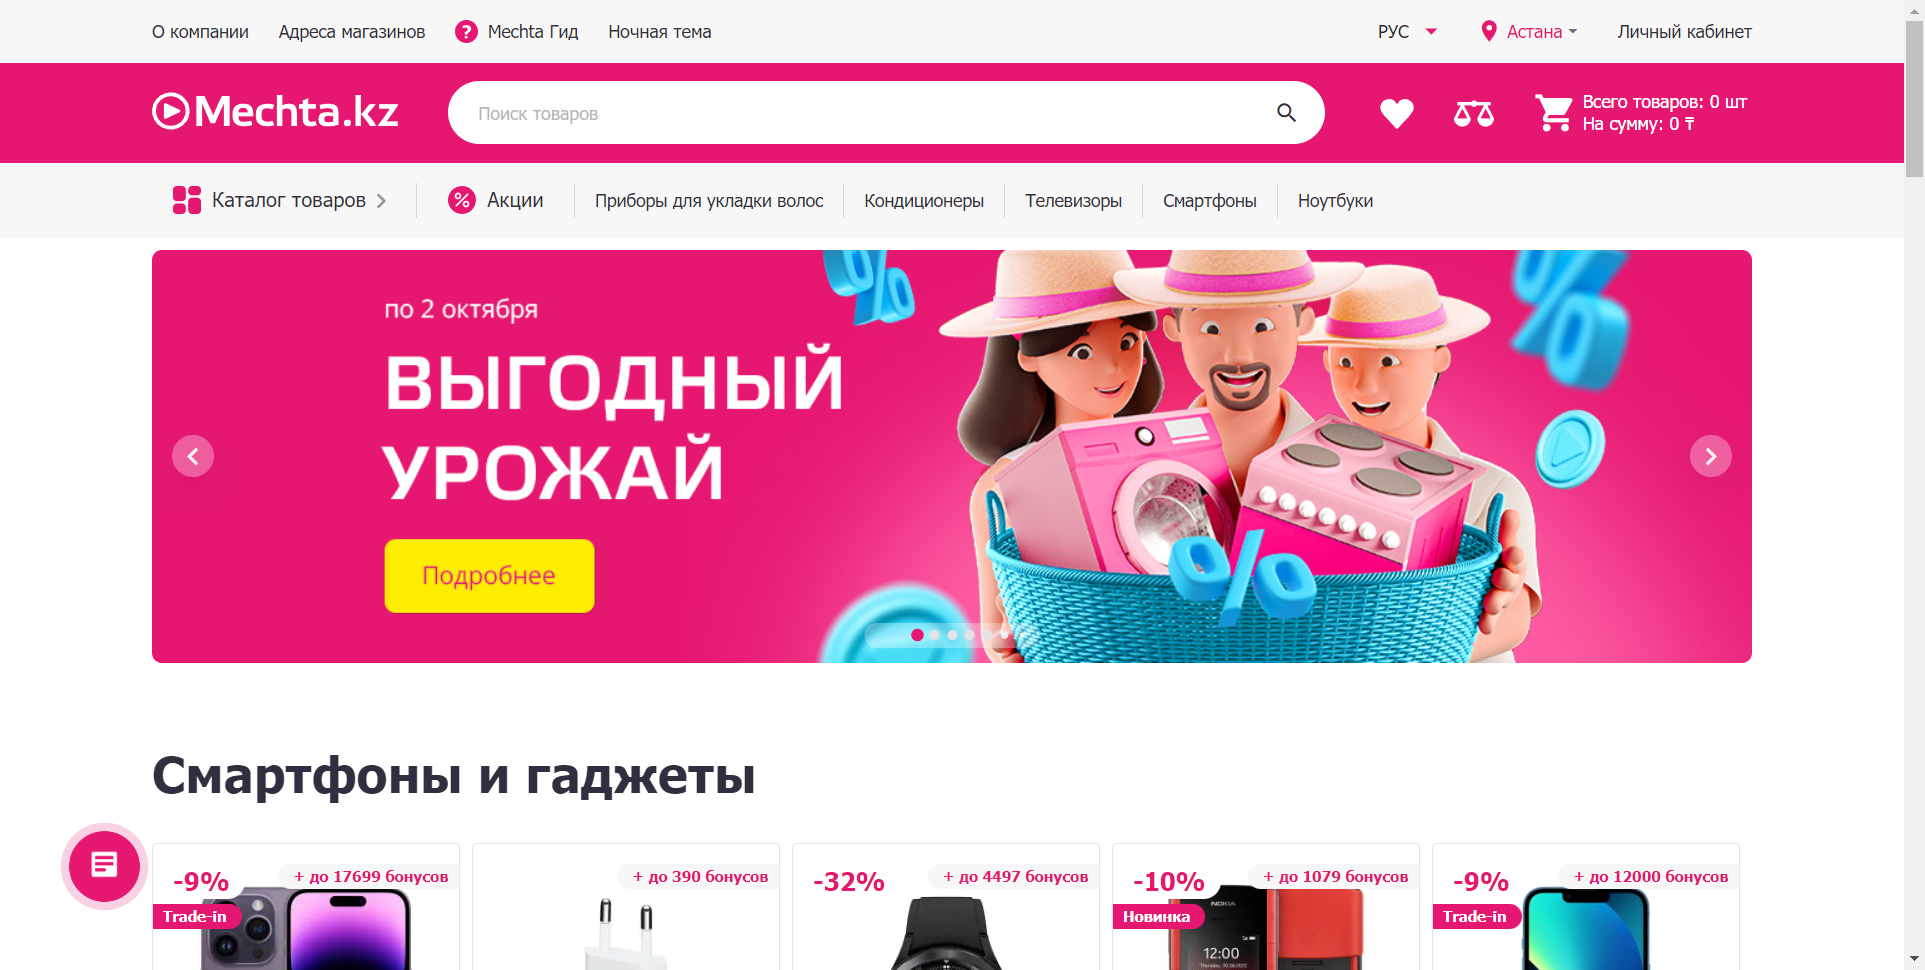 О компании
Адреса магазинов
? Mechta Гид
Ночная тема
РУС
Астана
Личный кабинет
Mechta.kz
Поиск товаров
Всего товаров: 0 шт
На сумму: 0 ₸
Каталог товаров
% Акции
Приборы для укладки волос
Кондиционеры
Телевизоры
Смартфоны
Ноутбуки
по 2 октября
ВЫГОДНЫЙ
УРОЖАЙ
Подробнее
Смартфоны и гаджеты
-9%
+ до 17699 бонусов
Trade-in
+ до 390 бонусов
-32%
+ до 4497 бонусов
-10%
+ до 1079 бонусов
Новинка
NOKIA
12:00
-9%
+ до 12000 бонусов
Trade-in